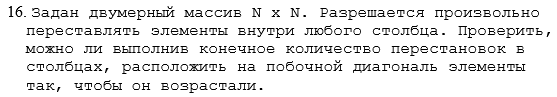 16. Задан двумерный массив N x N. Разрешается произвольно
переставлять элементы внутри любого столбца. Проверить,
можно ли выполнив конечное количество перестановок в
столбцах, расположить на побочной диагональ элементы
так, чтобы он возрастали.